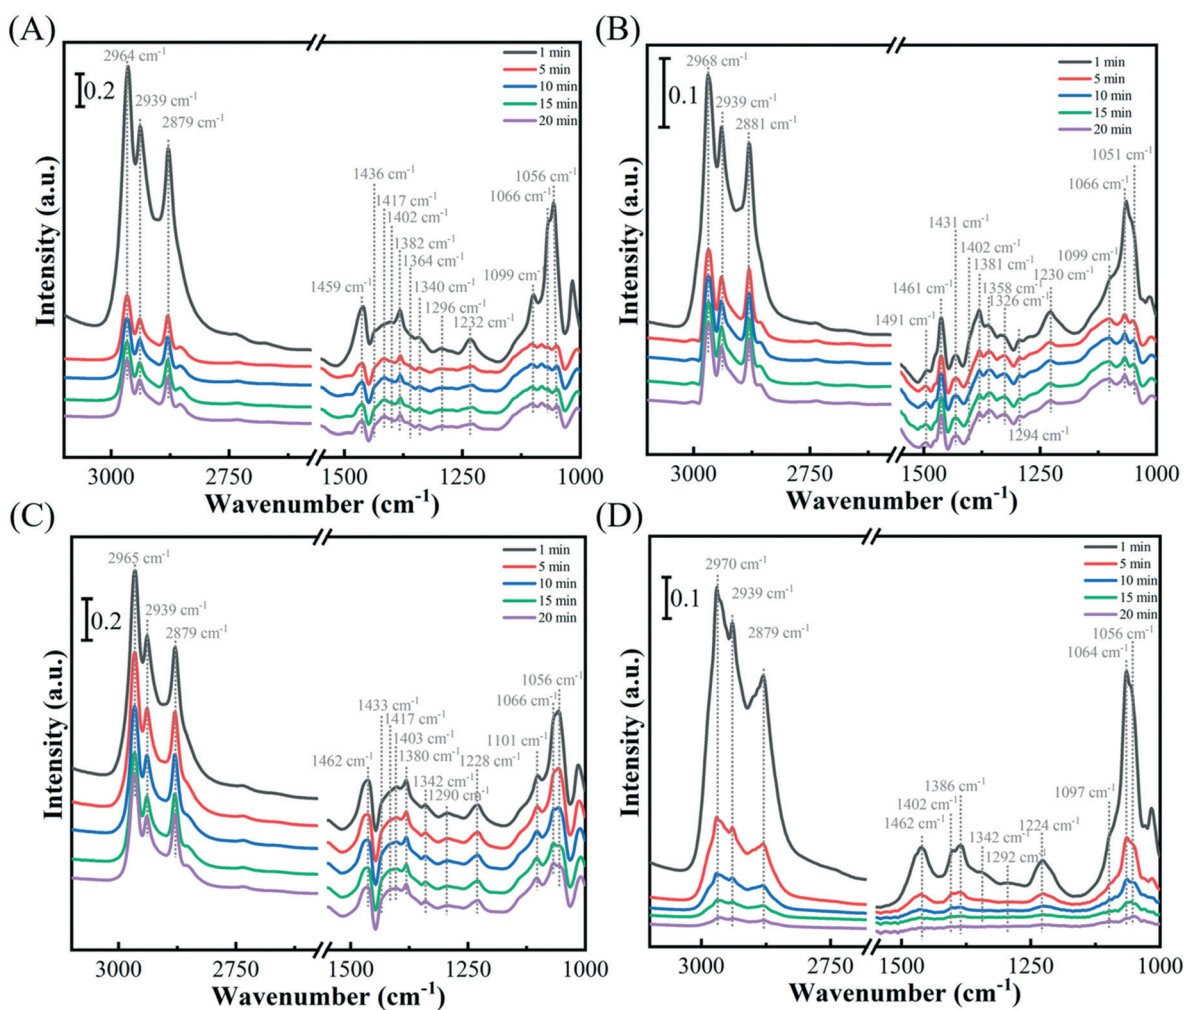 (A)
2964 cm⁻¹
0.2
2939 cm⁻¹
2879 cm⁻¹
1 min
5 min
10 min
15 min
20 min
1436 cm⁻¹
1417 cm⁻¹
1402 cm⁻¹
1382 cm⁻¹
1364 cm⁻¹
1459 cm⁻¹
1340 cm⁻¹
1296 cm⁻¹
1232 cm⁻¹
1056 cm⁻¹
1066 cm⁻¹
1099 cm⁻¹
Intensity (a.u.)
3000
2750
1500
1250
1000
Wavenumber (cm⁻¹)
(B)
2968 cm⁻¹
0.1
2939 cm⁻¹
2881 cm⁻¹
1 min
5 min
10 min
15 min
20 min
1051 cm⁻¹
1066 cm⁻¹
1431 cm⁻¹
1402 cm⁻¹
1381 cm⁻¹
1230 cm⁻¹
1099 cm⁻¹
1461 cm⁻¹
1358 cm⁻¹
1326 cm⁻¹
1491 cm⁻¹
1294 cm⁻¹
Intensity (a.u.)
3000
2750
1500
1250
1000
Wavenumber (cm⁻¹)
(C)
2965 cm⁻¹
0.2
2939 cm⁻¹
2879 cm⁻¹
1 min
5 min
10 min
15 min
20 min
1056 cm⁻¹
1066 cm⁻¹
1433 cm⁻¹
1417 cm⁻¹
1403 cm⁻¹
1101 cm⁻¹
1462 cm⁻¹
1380 cm⁻¹
1228 cm⁻¹
1342 cm⁻¹
1290 cm⁻¹
Intensity (a.u.)
3000
2750
1500
1250
1000
Wavenumber (cm⁻¹)
(D)
2970 cm⁻¹
0.1
2939 cm⁻¹
2879 cm⁻¹
1 min
5 min
10 min
15 min
20 min
1056 cm⁻¹
1064 cm⁻¹
1386 cm⁻¹
1402 cm⁻¹
1462 cm⁻¹
1097 cm⁻¹
1224 cm⁻¹
1342 cm⁻¹
1292 cm⁻¹
Intensity (a.u.)
3000
2750
1500
1250
1000
Wavenumber (cm⁻¹)